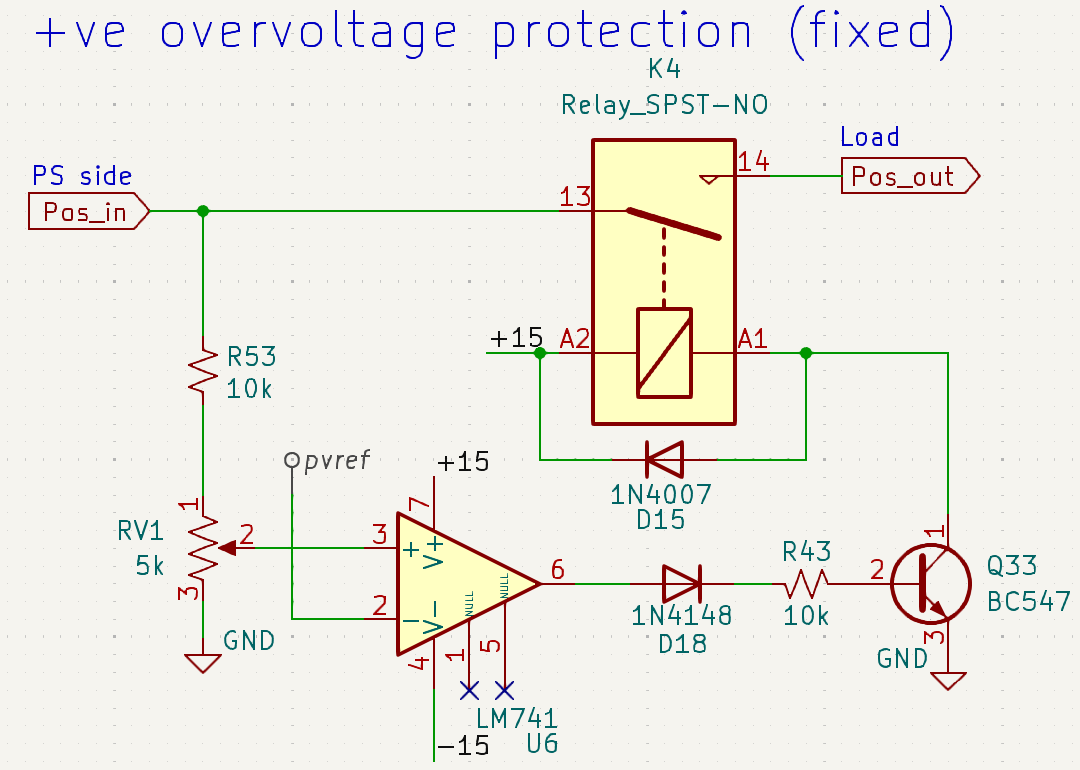 +ve overvoltage protection (fixed)
K4
Relay_SPST-NO
Load
14
Pos_out
PS side
Pos_in
13
+15
A2
A1
R53
10k
pvref
+15
1N4007
D15
7
1
RV1
5k
2
3
3
+
V+
-
V-
2
NULL
NULL
6
R43
10k
1N4148
D18
2
1
Q33
BC547
3
GND
GND
4
1
5
LM741
U6
-15